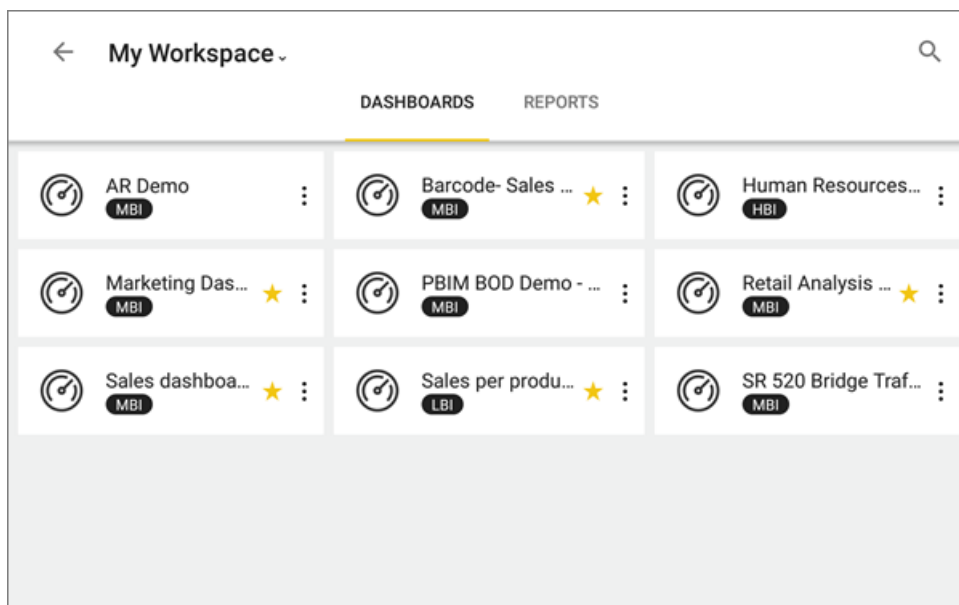 My Workspace
DASHBOARDS REPORTS
AR Demo
MBI
Barcode- Sales ...
MBI
Human Resources...
HBI
Marketing Das...
MBI
PBIM BOD Demo - ...
MBI
Retail Analysis ...
MBI
Sales dashboa...
MBI
Sales per produ...
LBI
SR 520 Bridge Traf...
MBI